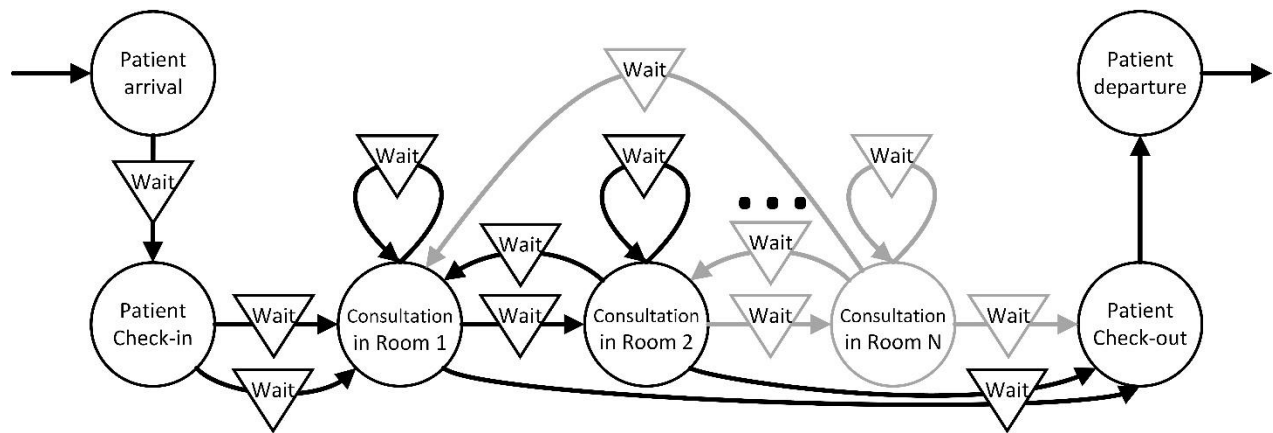 Patient
arrival
Wait
Patient
departure
Wait
Wait
Wait
Wait
Wait
Wait
Patient
Check-in
Wait
Wait
Consultation
in Room 1
Wait
Consultation
in Room 2
Wait
Consultation
in Room N
Wait
Patient
Check-out
Wait